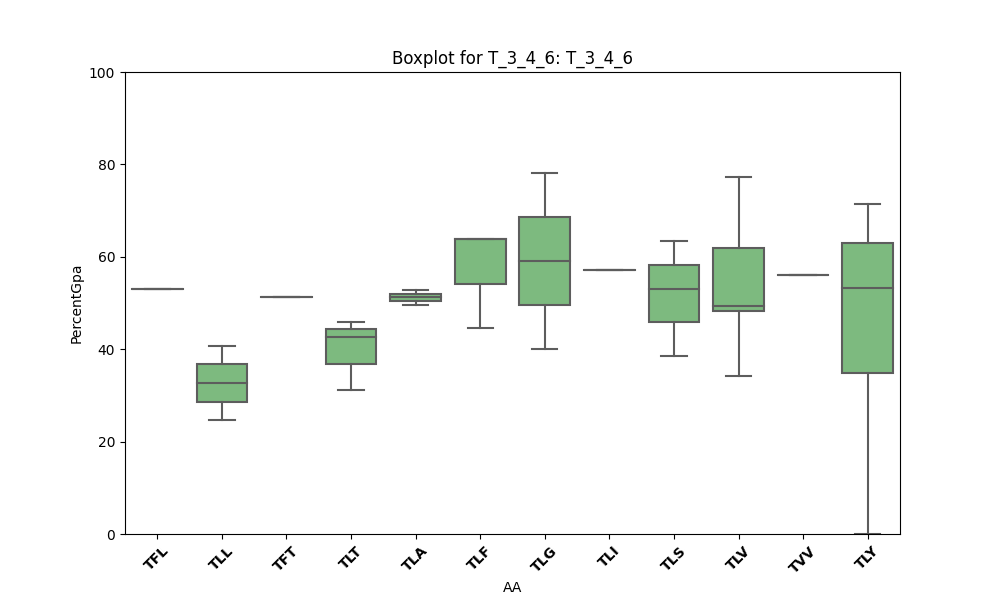 Boxplot for T_3_4_6: T_3_4_6
100
80
60
40
20
0
PercentGpa
TFL TLL TFT TLT TLA TLF TLG TLI TLS TLV TVV TLY
AA